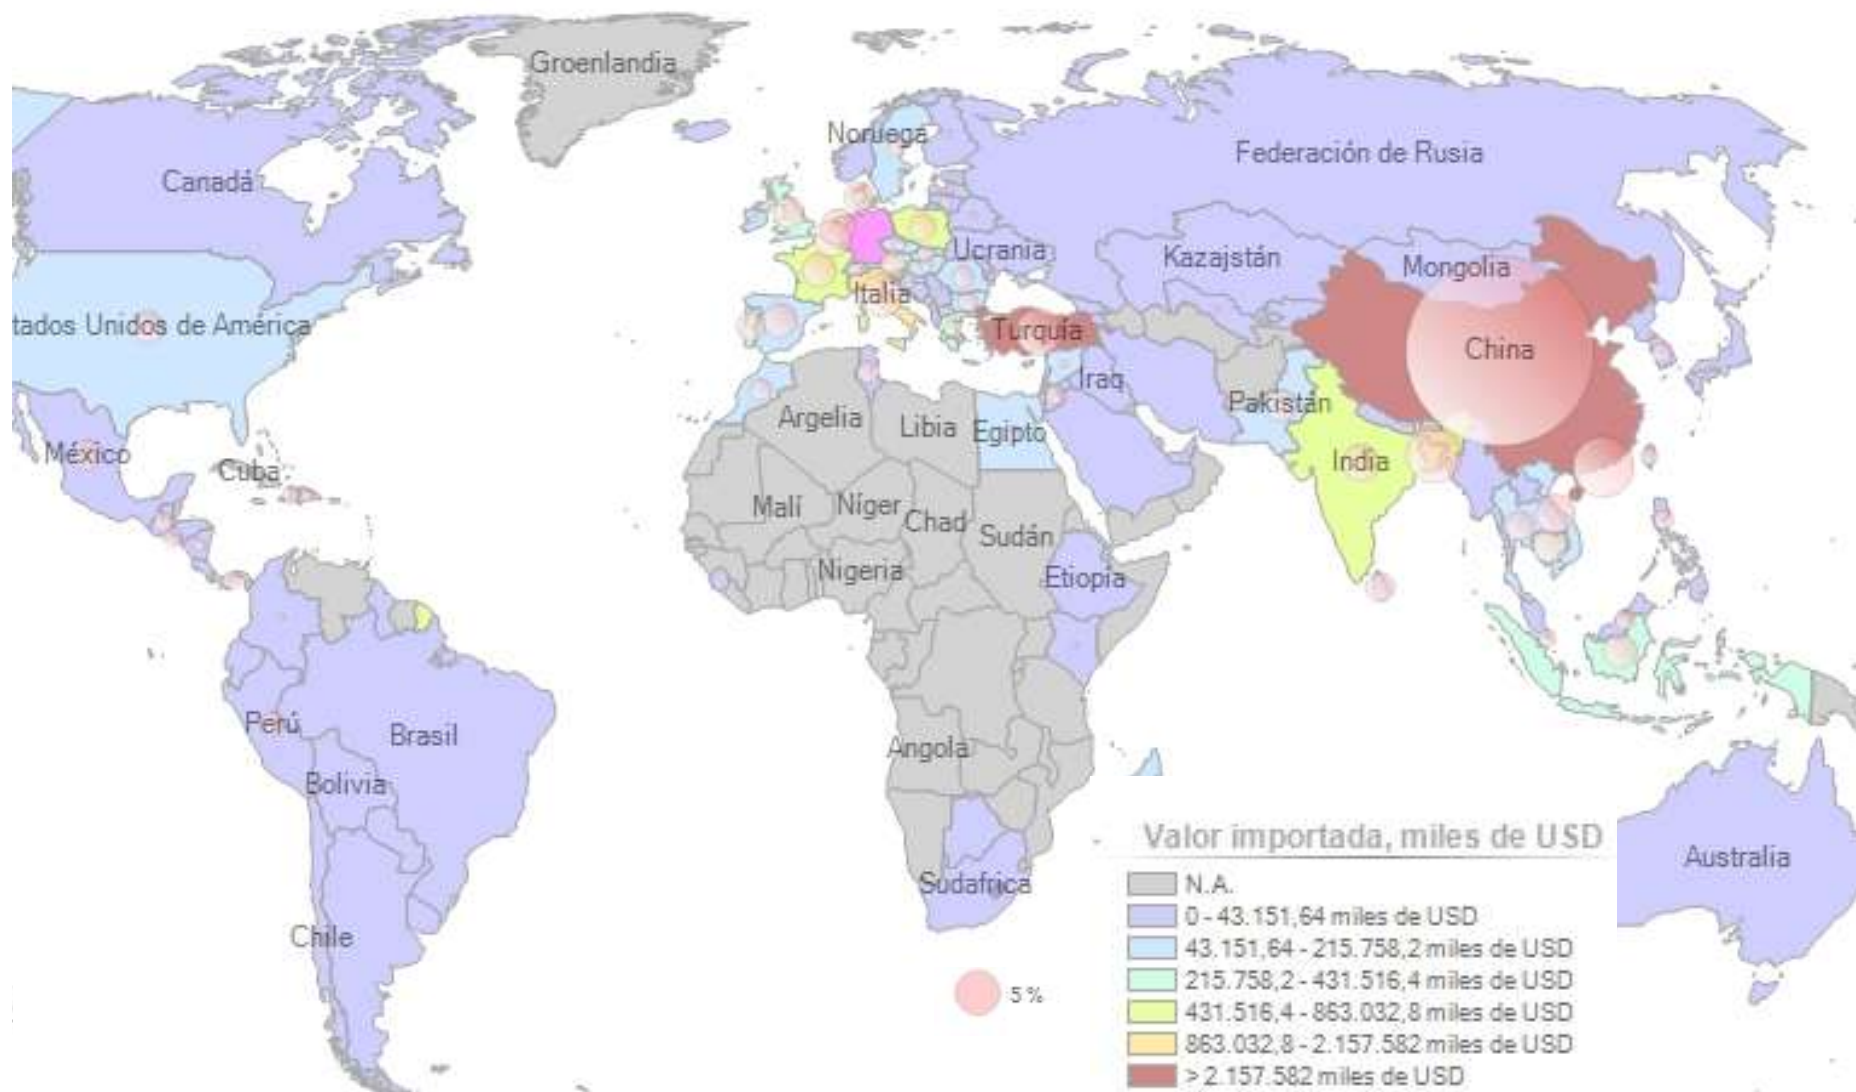 Groenlandia
Noruega
Federación de Rusia
Canadá
Ucrania
Kazajstán
Mongolia
Italia
tados Unidos de América
Turquía
China
Iraq
Pakistán
Argelia
Libia
Egipto
México
Cuba
India
Malí
Níger
Chad
Sudán
Nigeria
Etiopía
Perú
Brasil
Angola
Bolivia
Sudafrica
Chile
Australia
Valor importada, miles de USD
N.A.
0 - 43.151,64 miles de USD
43.151,64 - 215.758,2 miles de USD
215.758,2 - 431.516,4 miles de USD
431.516,4 - 863.032,8 miles de USD
863.032,8 - 2.157.582 miles de USD
> 2.157.582 miles de USD
5 %